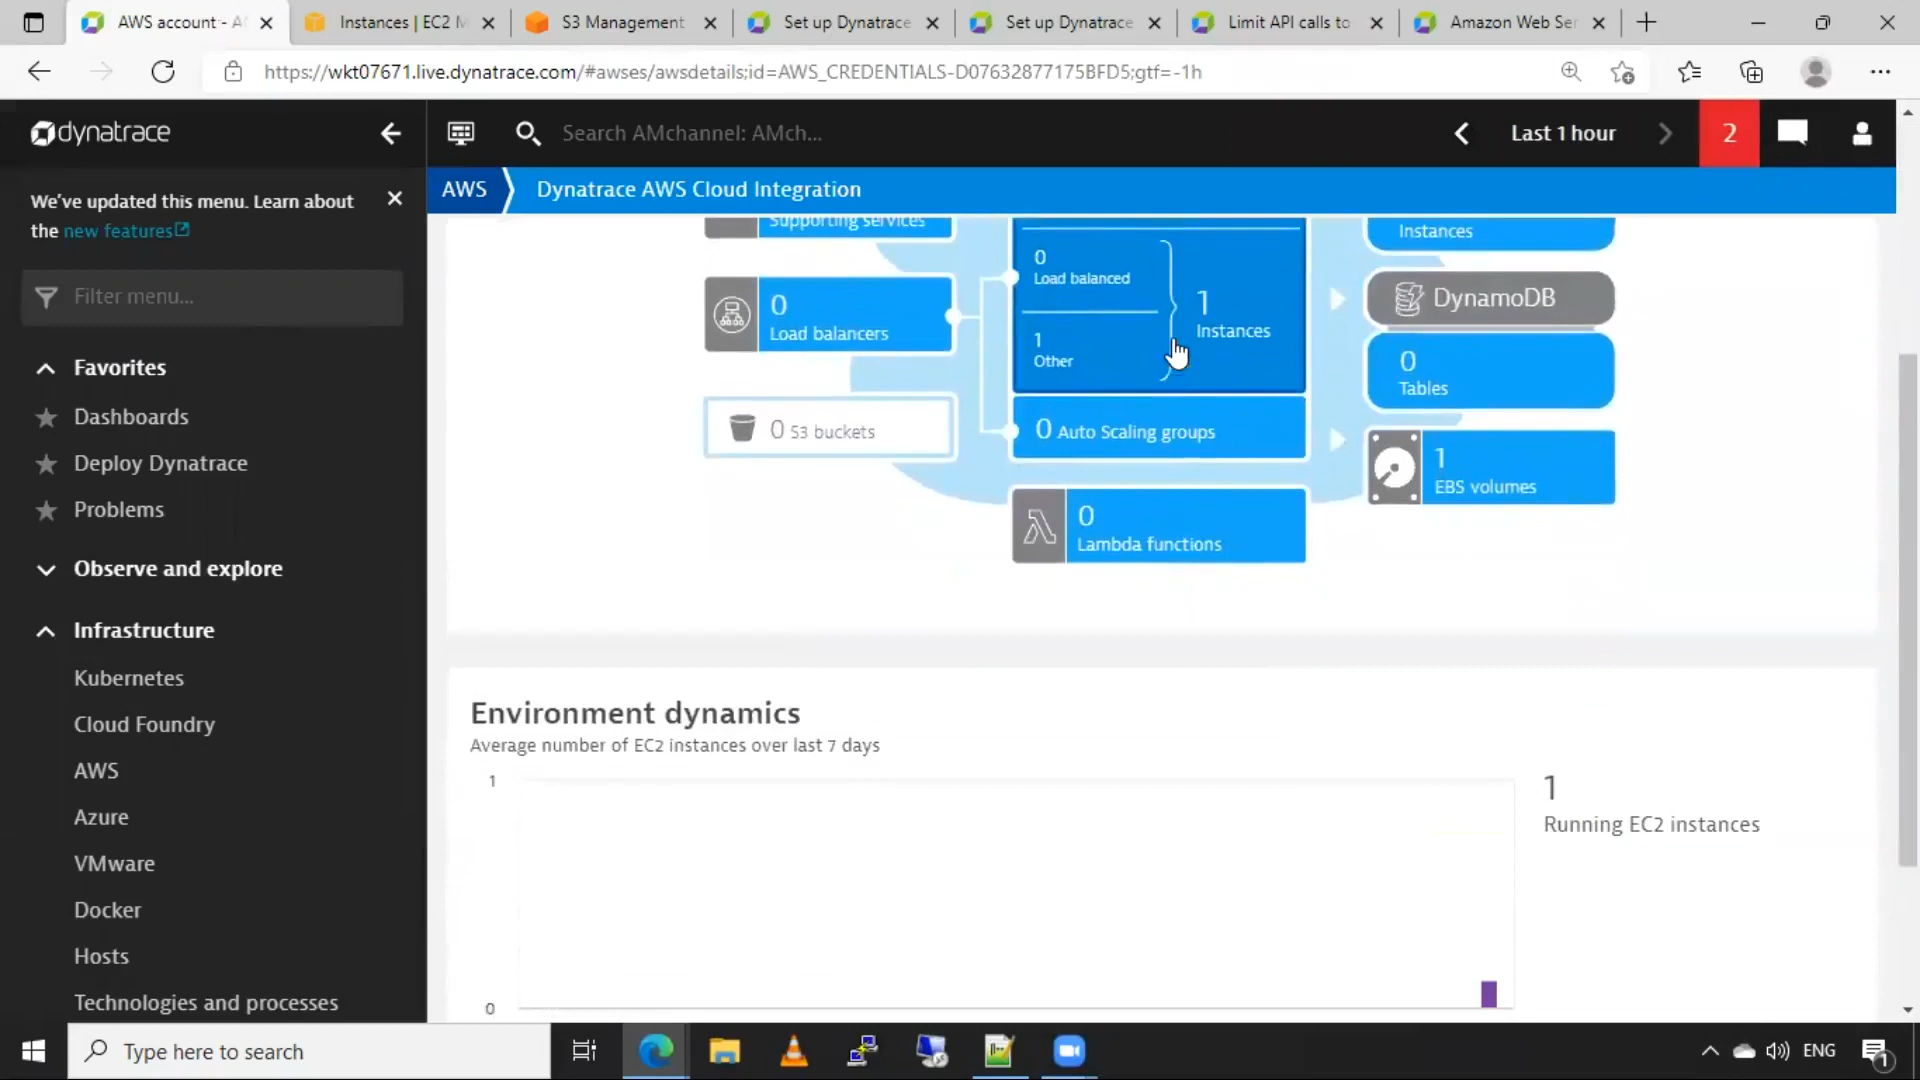 AWS account - A
Instances | EC2 M
S3 Management
Set up Dynatrace
Set up Dynatrace
Limit API calls to
Amazon Web Ser
https://wkt07671.live.dynatrace.com/#awses/awsdetails;id=AWS_CREDENTIALS-D07632877175BFD5;gtf=-1h
dynatrace
Search AMchannel: AMch...
Last 1 hour
2
We've updated this menu. Learn about
the new features
Filter menu...
Favorites
Dashboards
Deploy Dynatrace
Problems
Observe and explore
Infrastructure
Kubernetes
Cloud Foundry
AWS
Azure
VMware
Docker
Hosts
Technologies and processes
AWS
Dynatrace AWS Cloud Integration
Supporting services
0
Load balancers
0 S3 buckets
0
Load balanced
1
Other
1
Instances
0 Auto Scaling groups
0
Lambda functions
Instances
DynamoDB
0
Tables
1
EBS volumes
Environment dynamics
Average number of EC2 instances over last 7 days
1
0
1
Running EC2 instances
Type here to search
ENG
1